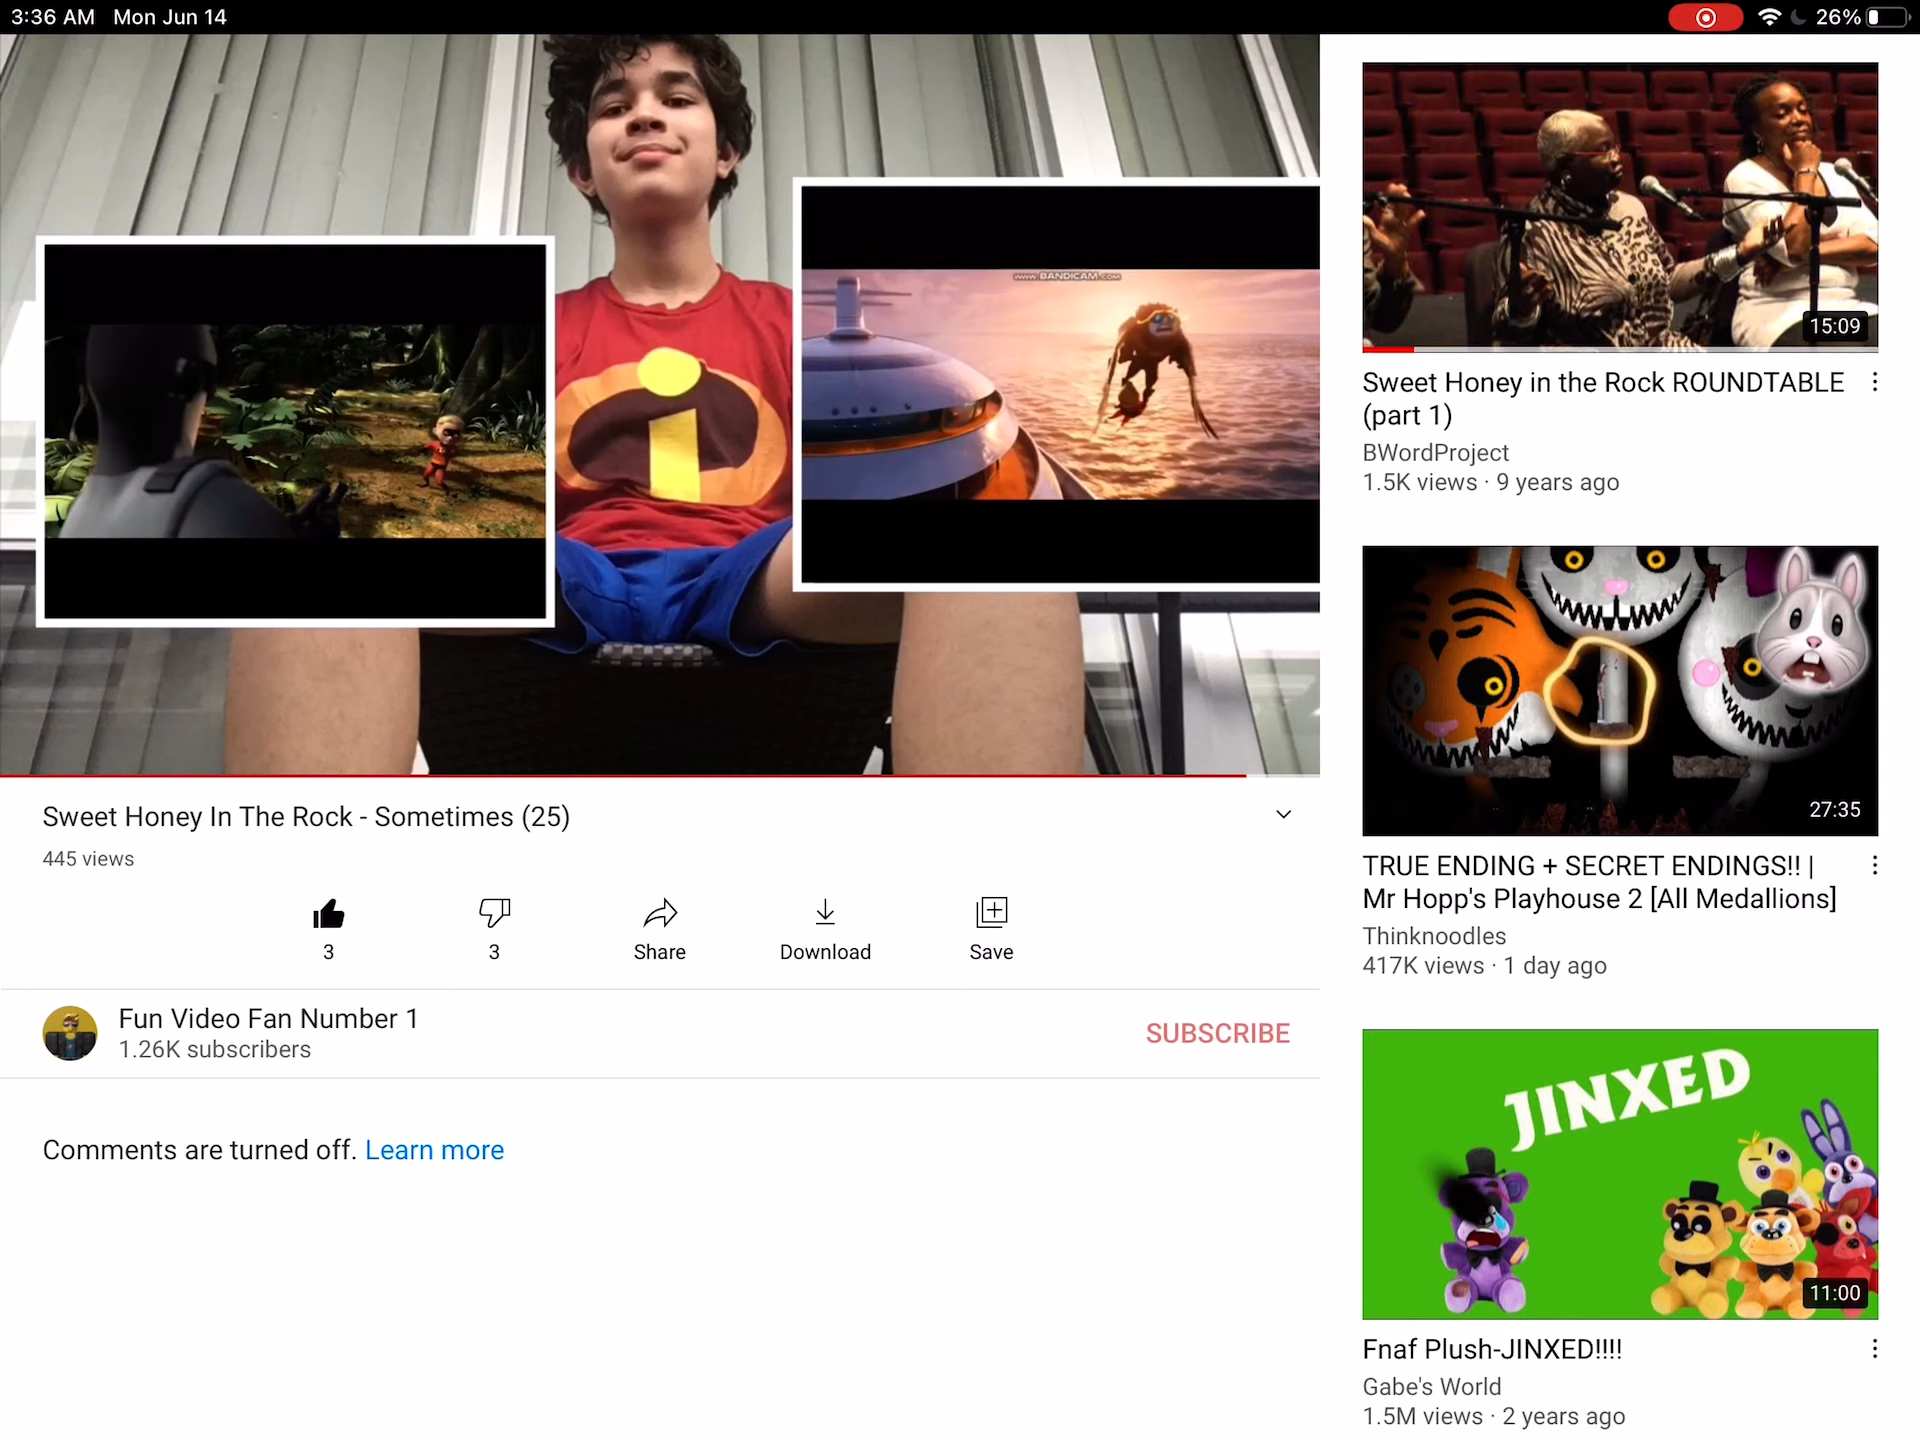 3:36 AM Mon Jun 14
26%
www.BANDICAM.com
Sweet Honey In The Rock - Sometimes (25)
445 views
3
3
Share
Download
Save
Fun Video Fan Number 1
1.26K subscribers
SUBSCRIBE
Comments are turned off. Learn more
15:09
Sweet Honey in the Rock ROUNDTABLE
(part 1)
BWordProject
1.5K views · 9 years ago
27:35
TRUE ENDING + SECRET ENDINGS!! |
Mr Hopp's Playhouse 2 [All Medallions]
Thinknoodles
417K views · 1 day ago
JINXED
11:00
Fnaf Plush-JINXED!!!!
Gabe's World
1.5M views · 2 years ago